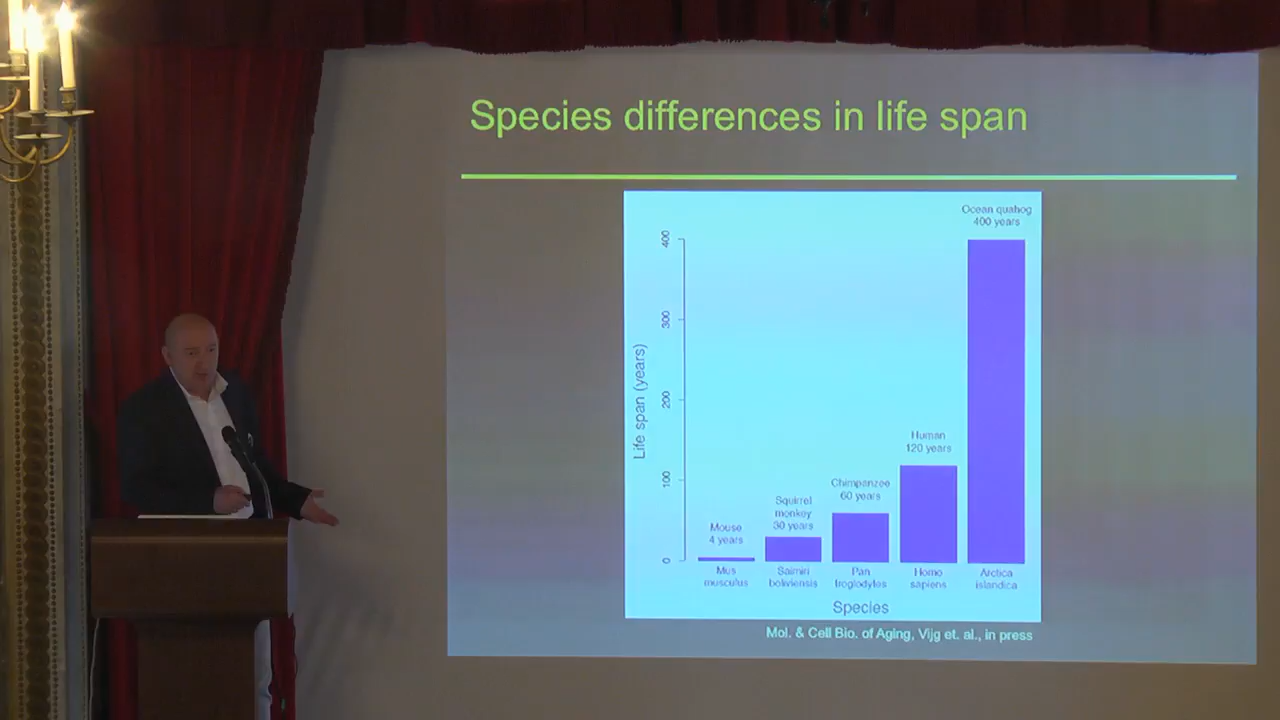 Species differences in life span
Ocean quahog
400 years
400
300
Life span (years)
200
Human
120 years
100
Chimpanzee
60 years
Squirrel
monkey
30 years
Mouse
4 years
0
Mus
musculus
Saimiri
boliviensis
Pan
troglodytes
Homo
sapiens
Arctica
islandica
Species
Mol. & Cell Bio. of Aging, Vijg et. al., in press